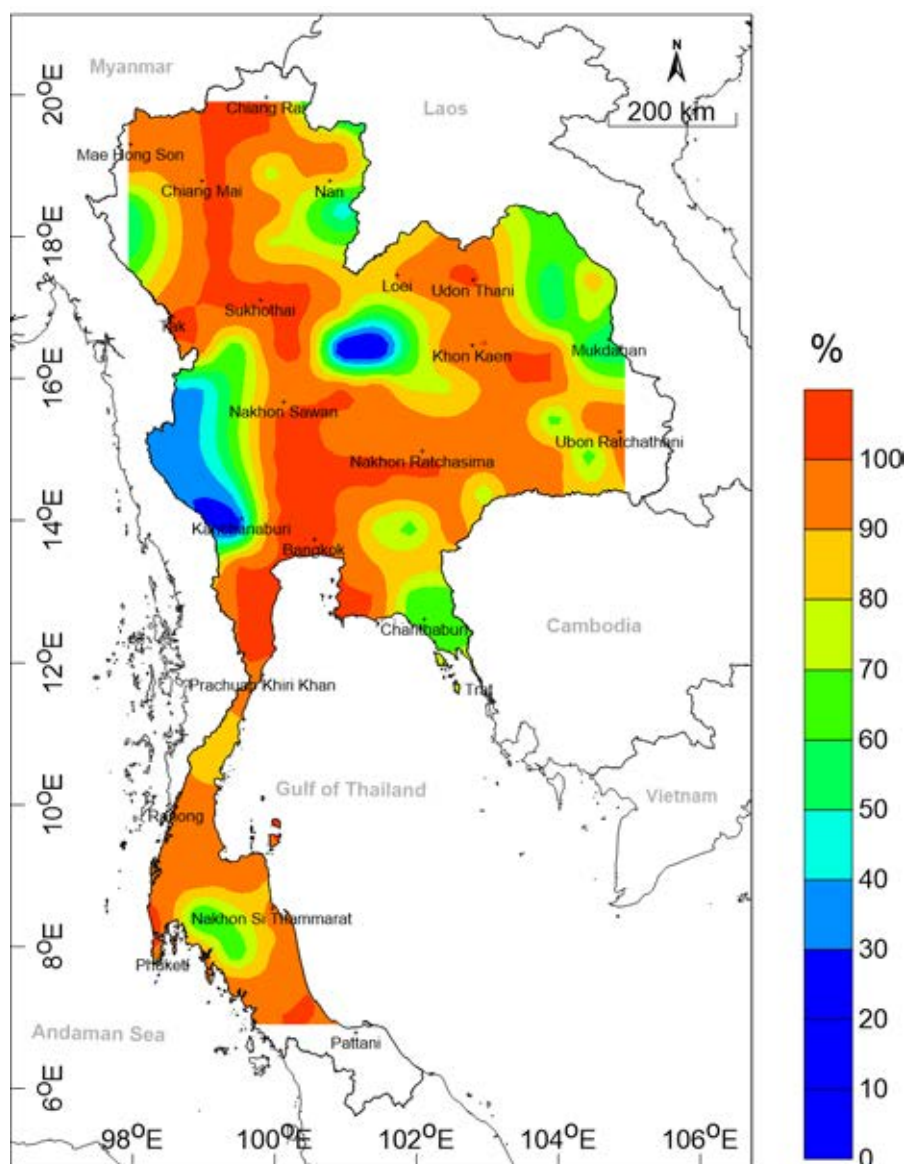 Myanmar
Laos
N
200 km
20°E
18°E
16°E
14°E
12°E
10°E
8°E
6°E
Chiang Rai
Mae Hong Son
Chiang Mai
Nan
Loei
Udon Thani
Sukhothai
Tak
Khon Kaen
Mukdahan
Nakhon Sawan
Ubon Ratchathani
Nakhon Ratchasima
Kanchanaburi
Bangkok
Chanthaburi
Cambodia
Prachuap Khiri Khan
Trat
Gulf of Thailand
Vietnam
Ranong
Nakhon Si Thammarat
Phuket
Andaman Sea
Pattani
98°E
100°E
102°E
104°E
106°E
%
100
90
80
70
60
50
40
30
20
10
0